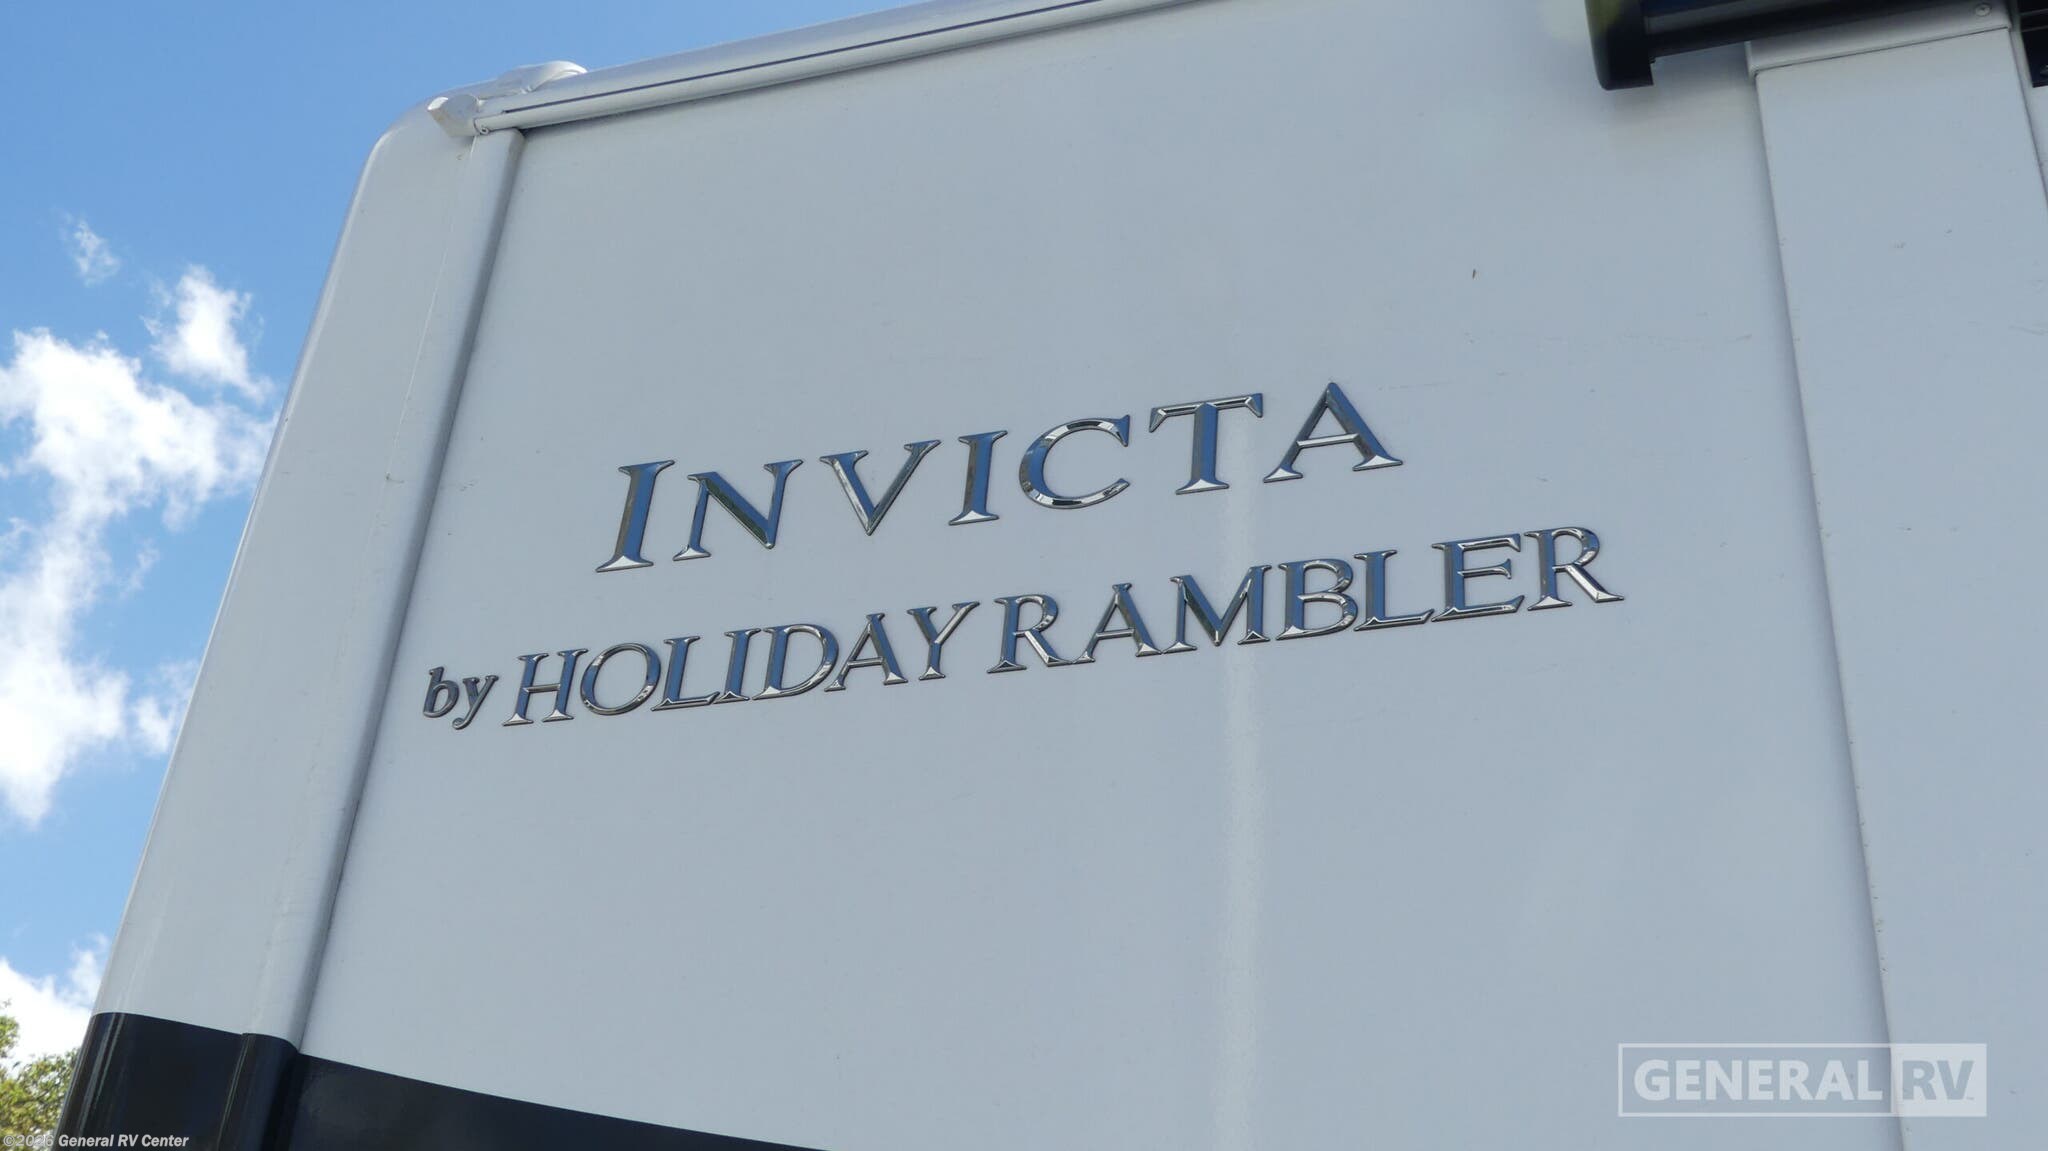 INVICTA
by HOLIDAY RAMBLER
GENERAL RV
General RV Center